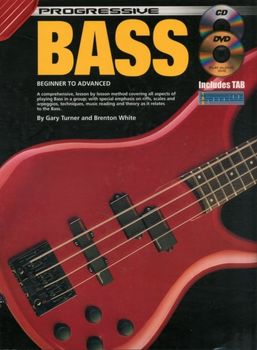 PROGRESSIVE
BASS
BEGINNER TO ADVANCED
A comprehensive, lesson by lesson method covering all aspects of
playing Bass in a group; with special emphasis on riffs, scales and
arpeggios, techniques, music reading and theory as it relates
to the Bass.
By Gary Turner and Brenton White
CD
DVD
Includes TAB